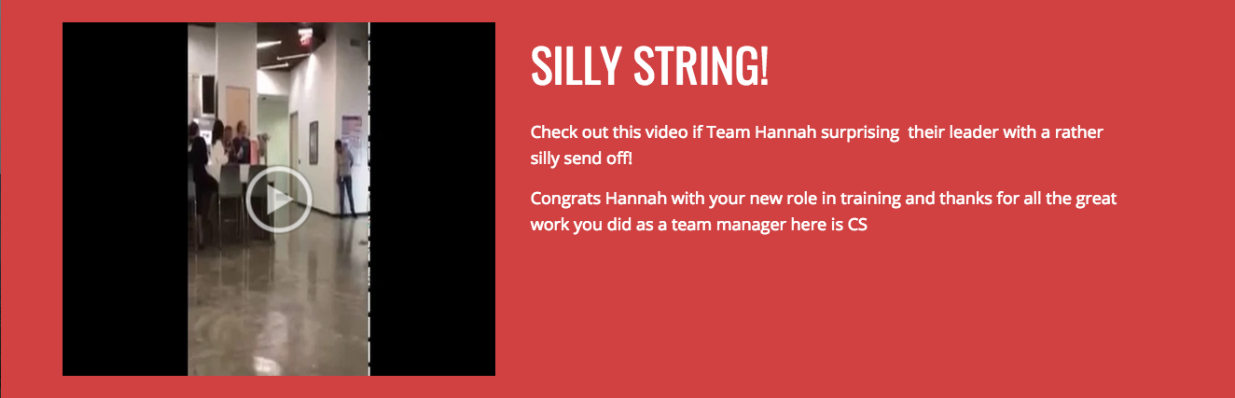 SILLY STRING!
Check out this video if Team Hannah surprising  their leader with a rather
silly send off!
Congrats Hannah with your new role in training and thanks for all the great
work you did as a team manager here is CS